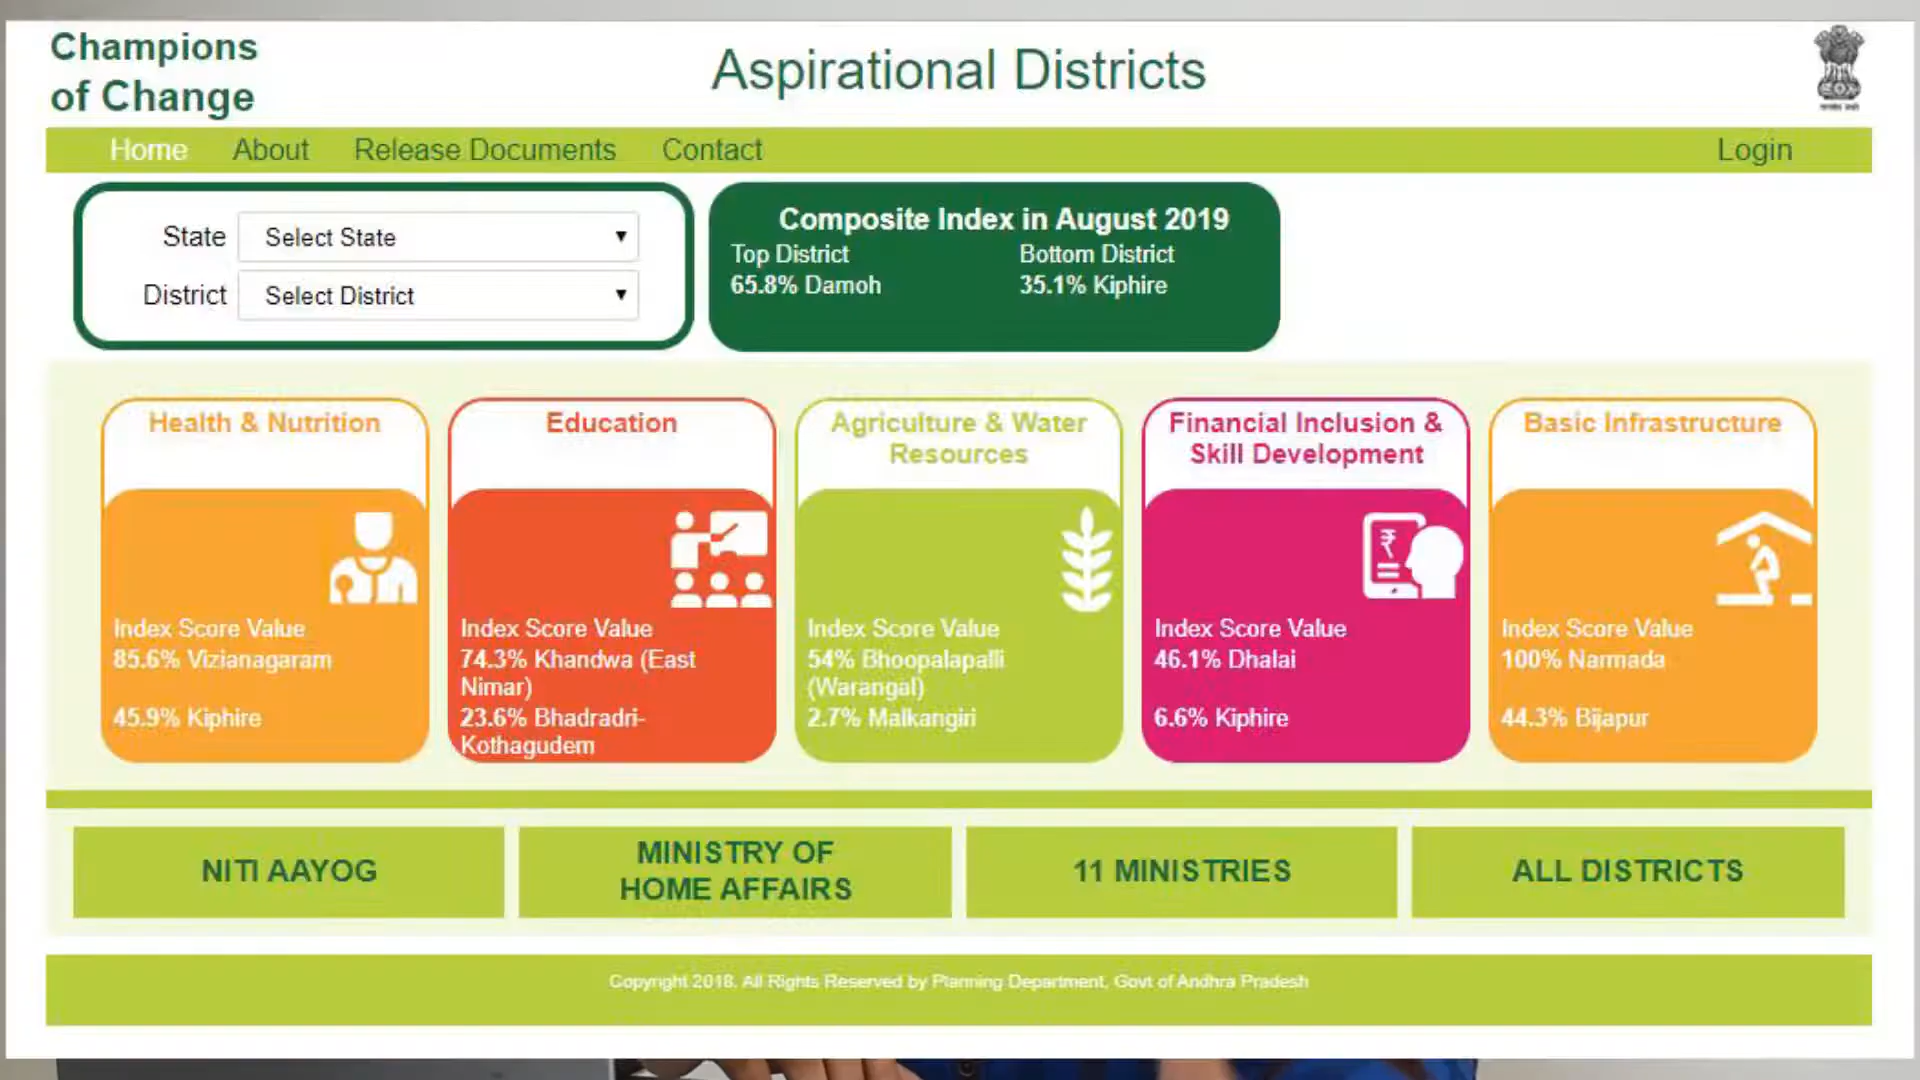 Champions
of Change
Aspirational Districts
Home About Release Documents Contact Login
State Select State
District Select District
Composite Index in August 2019
Top District Bottom District
65.8% Damoh 35.1% Kiphire
Health & Nutrition
Index Score Value
85.6% Vizianagaram
45.9% Kiphire
Education
Index Score Value
74.3% Khandwa (East
Nimar)
23.6% Bhadradri-
Kothagudem
Agriculture & Water
Resources
Index Score Value
54% Bhoopalapalli
(Warangal)
2.7% Malkangiri
Financial Inclusion &
Skill Development
₹
Index Score Value
46.1% Dhalai
6.6% Kiphire
Basic Infrastructure
Index Score Value
100% Narmada
44.3% Bijapur
NITI AAYOG
MINISTRY OF
HOME AFFAIRS
11 MINISTRIES
ALL DISTRICTS
Copyright 2018. All Rights Reserved by Planning Department, Govt of Andhra Pradesh